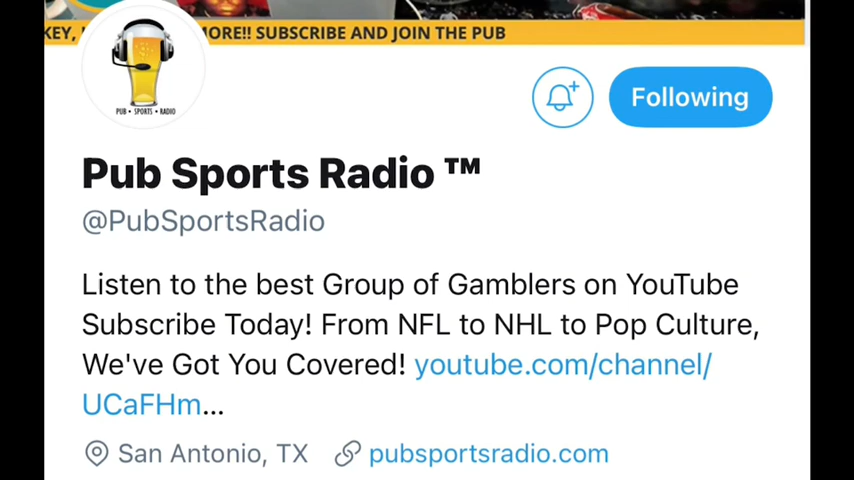 KEY,
MORE!! SUBSCRIBE AND JOIN THE PUB
PUB • SPORTS • RADIO
Following
Pub Sports Radio ™
@PubSportsRadio
Listen to the best Group of Gamblers on YouTube
Subscribe Today! From NFL to NHL to Pop Culture,
We've Got You Covered! youtube.com/channel/
UCaFHm...
San Antonio, TX pubsportsradio.com